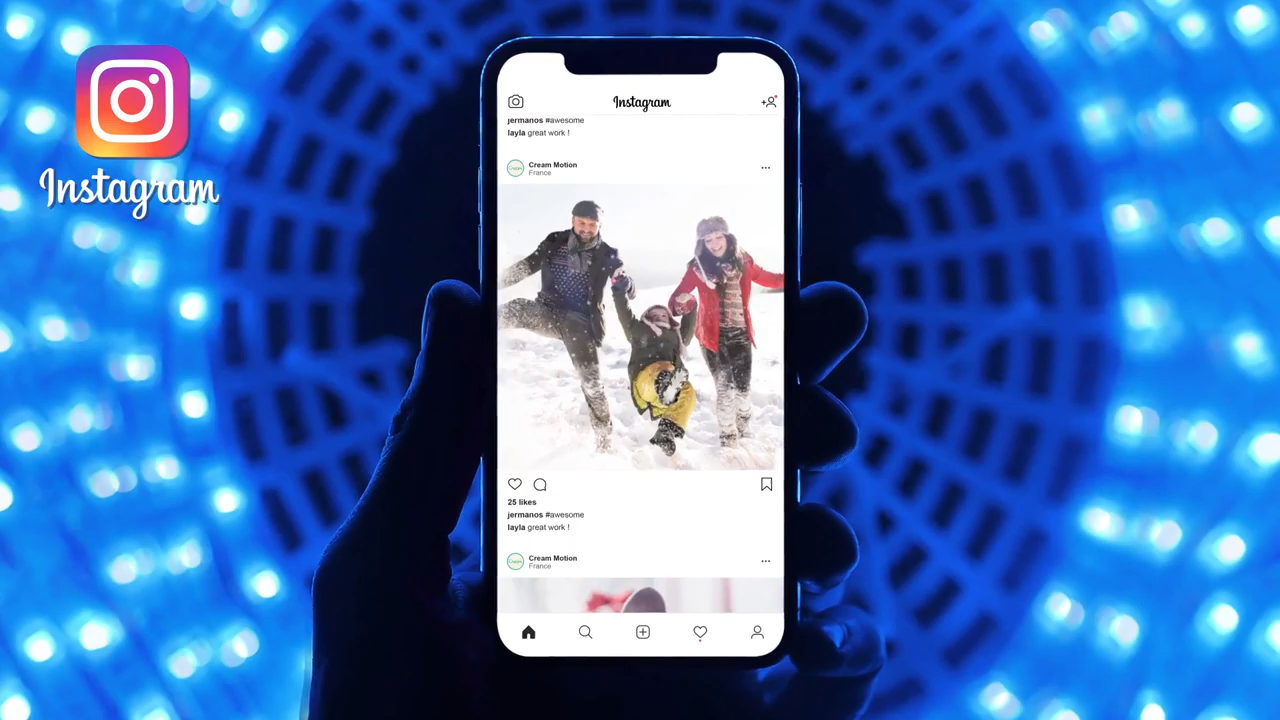 Instagram
Instagram
jermanos #awesome
layla great work !
Cream Motion
France
25 likes
jermanos #awesome
layla great work !
Cream Motion
France